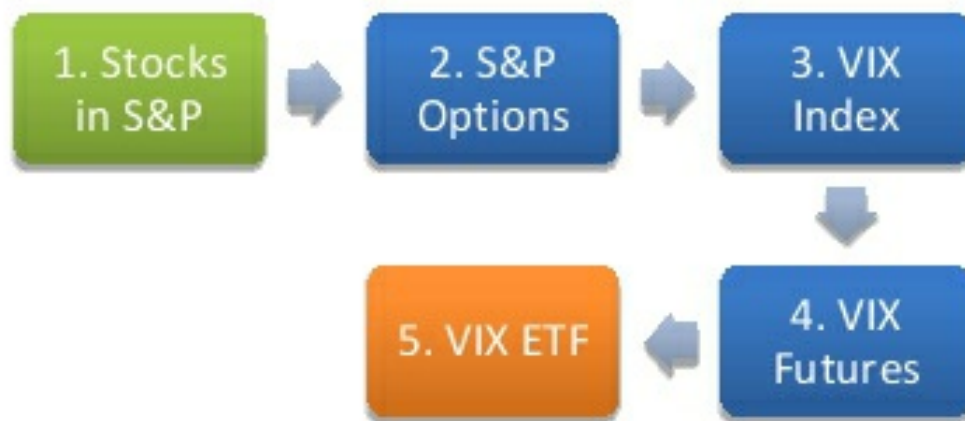 1. Stocks
in S&P
2. S&P
Options
3. VIX
Index
4. VIX
Futures
5. VIX ETF